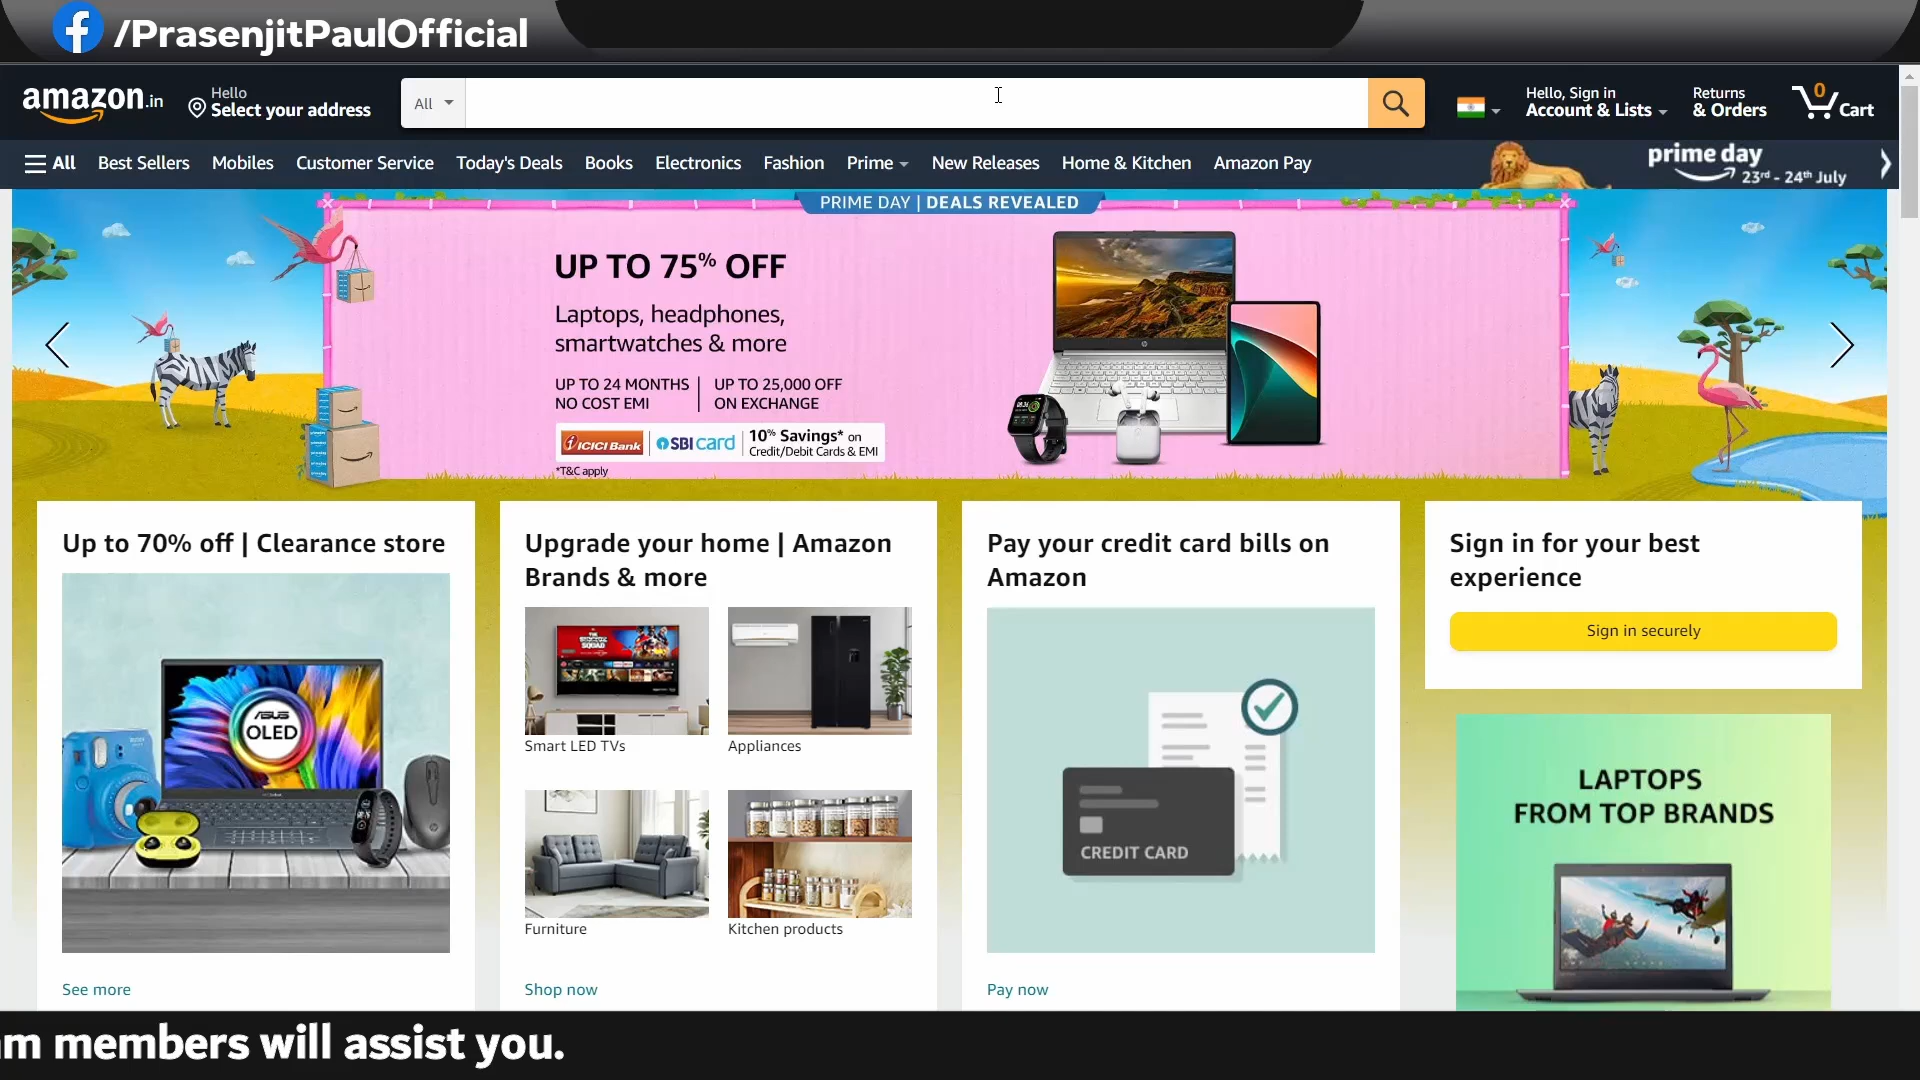 /PrasenjitPaulOfficial
amazon.in
Hello
Select your address
All
Hello, Sign in
Account & Lists
Returns
& Orders
0
Cart
All
Best Sellers
Mobiles
Customer Service
Today's Deals
Books
Electronics
Fashion
Prime
New Releases
Home & Kitchen
Amazon Pay
prime day
23rd - 24th July
PRIME DAY | DEALS REVEALED
UP TO 75% OFF
Laptops, headphones,
smartwatches & more
UP TO 24 MONTHS
NO COST EMI
UP TO 25,000 OFF
ON EXCHANGE
ICICI Bank
SBI card
10% Savings* on
Credit/Debit Cards & EMI
*T&C apply
Up to 70% off | Clearance store
ASUS
OLED
See more
Upgrade your home | Amazon
Brands & more
Smart LED TVs
Appliances
Furniture
Kitchen products
Shop now
Pay your credit card bills on
Amazon
CREDIT CARD
Pay now
Sign in for your best
experience
Sign in securely
LAPTOPS
FROM TOP BRANDS
members will assist you.